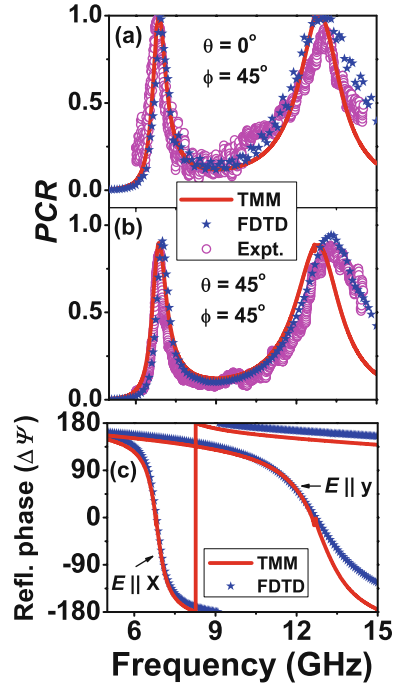 (a)
θ = 0°
ϕ = 45°
1.0
0.5
0.0
PCR
TMM
FDTD
Expt.
(b)
θ = 45°
ϕ = 45°
1.0
0.5
0.0
(c)
Refl. phase (ΔΨ)
180
90
0
-90
-180
E || y
E || X
TMM
FDTD
6 9 12 15
Frequency (GHz)